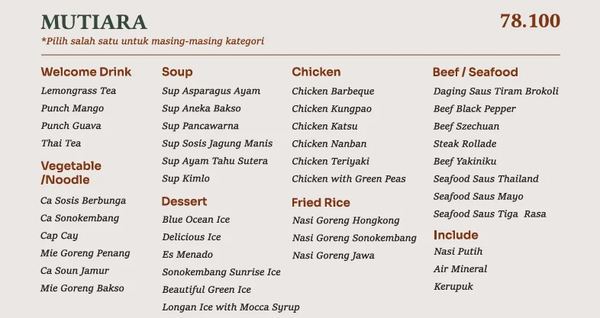 MUTIARA
78.100
*Pilih salah satu untuk masing-masing kategori
Welcome Drink
Lemongrass Tea
Punch Mango
Punch Guava
Thai Tea
Vegetable
/Noodle
Ca Sosis Berbunga
Ca Sonokembang
Cap Cay
Mie Goreng Penang
Ca Soun Jamur
Mie Goreng Bakso
Soup
Sup Asparagus Ayam
Sup Aneka Bakso
Sup Pancawarna
Sup Sosis Jagung Manis
Sup Ayam Tahu Sutera
Sup Kimlo
Dessert
Blue Ocean Ice
Delicious Ice
Es Menado
Sonokembang Sunrise Ice
Beautiful Green Ice
Longan Ice with Mocca Syrup
Chicken
Chicken Barbeque
Chicken Kungpao
Chicken Katsu
Chicken Nanban
Chicken Teriyaki
Chicken with Green Peas
Fried Rice
Nasi Goreng Hongkong
Nasi Goreng Sonokembang
Nasi Goreng Jawa
Beef / Seafood
Daging Saus Tiram Brokoli
Beef Black Pepper
Beef Szechuan
Steak Rollade
Beef Yakiniku
Seafood Saus Thailand
Seafood Saus Mayo
Seafood Saus Tiga Rasa
Include
Nasi Putih
Air Mineral
Kerupuk